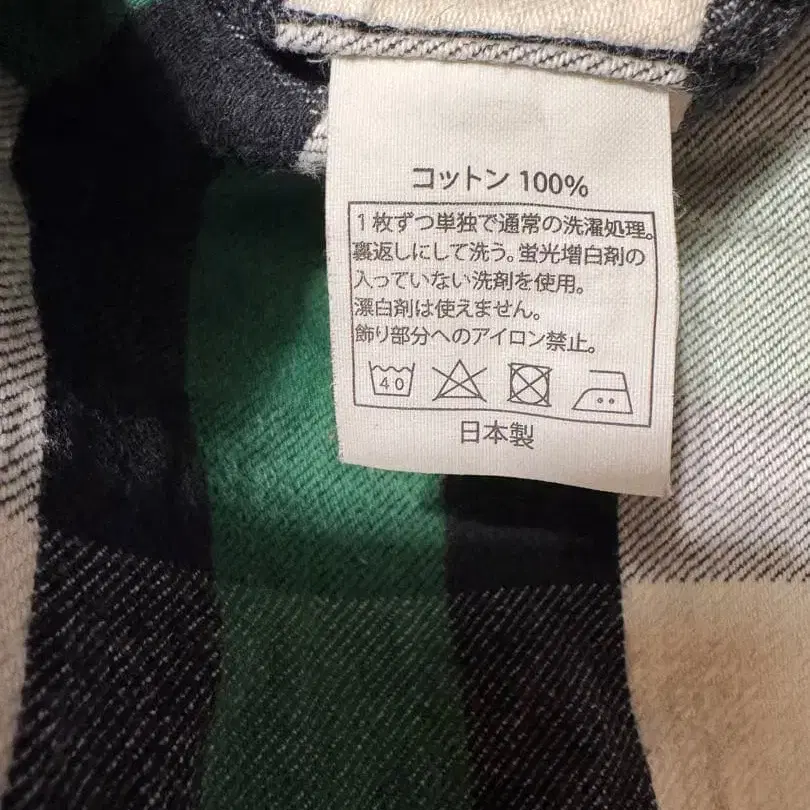 コットン 100%
1枚ずつ単独で通常の洗濯処理。
裏返しにして洗う。蛍光増白剤の
入っていない洗剤を使用。
漂白剤は使えません。
飾り部分へのアイロン禁止。
40
日本製